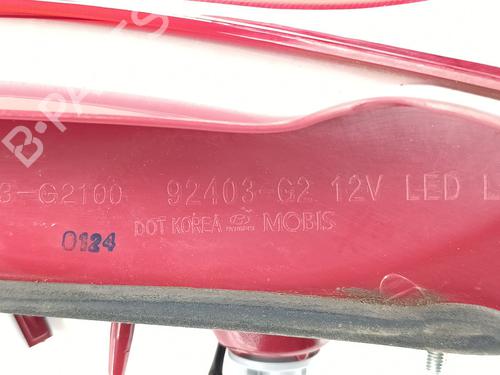 B-PARTS
3-G2100 92403-G2 12V LED L
DOT KOREA MOBIS
0124